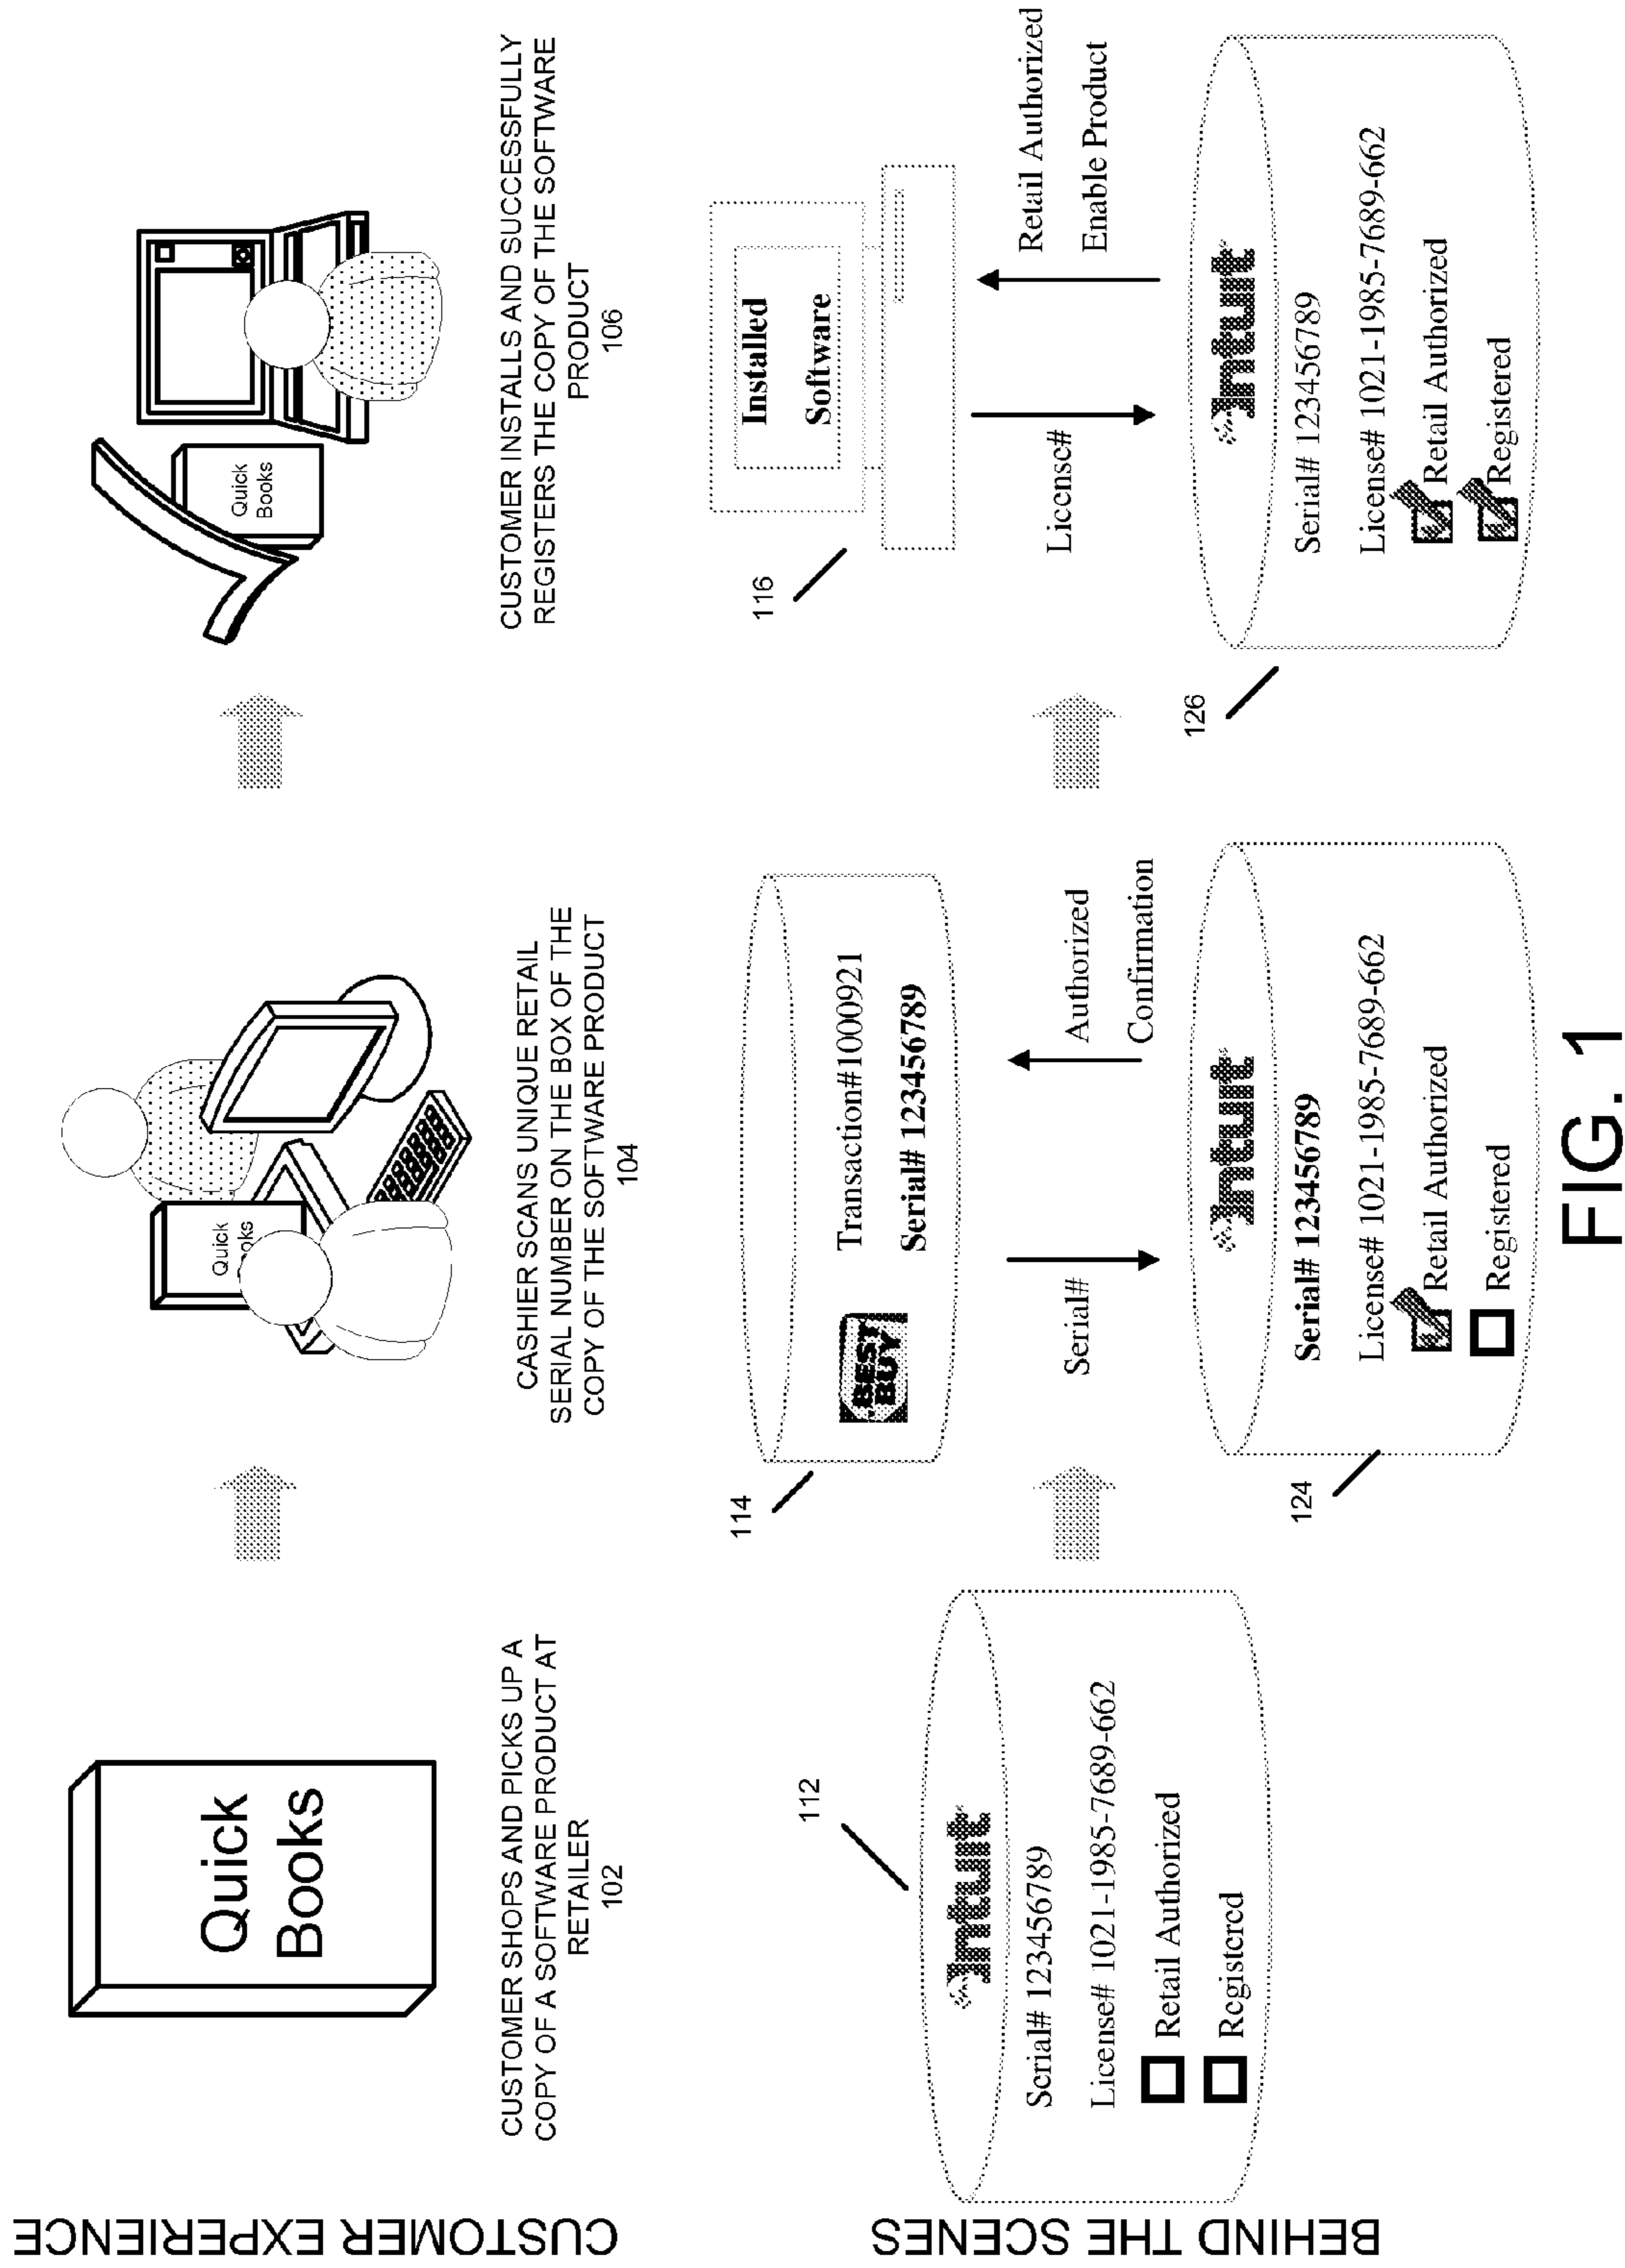 CUSTOMER EXPERIENCE
Quick
Books
CUSTOMER SHOPS AND PICKS UP A
COPY OF A SOFTWARE PRODUCT AT
RETAILER
102
Quick
oks
CASHIER SCANS UNIQUE RETAIL
SERIAL NUMBER ON THE BOX OF THE
COPY OF THE SOFTWARE PRODUCT
104
Quick
Books
CUSTOMER INSTALLS AND SUCCESSFULLY
REGISTERS THE COPY OF THE SOFTWARE
PRODUCT
106
BEHIND THE SCENES
112
Intuit
Serial# 123456789
License# 1021-1985-7689-662
Retail Authorized
Registered
114
BEST
BUY
Transaction#1000921
Serial# 123456789
Serial#
Authorized
Confirmation
124
Intuit
Serial# 123456789
License# 1021-1985-7689-662
Retail Authorized
Registered
116
Installed
Software
License#
Retail Authorized
Enable Product
126
Intuit
Serial# 123456789
License# 1021-1985-7689-662
Retail Authorized
Registered
FIG. 1